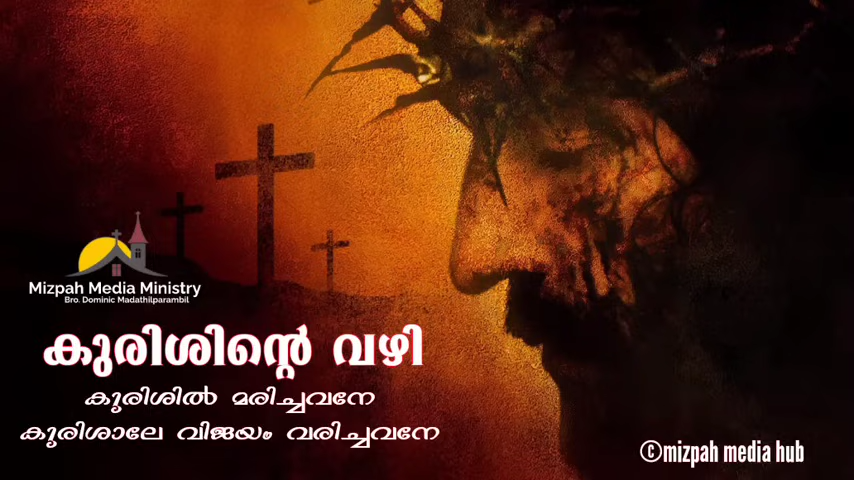 Mizpah Media Ministry
Bro. Dominic Madathilparambil
കുരിശിന്റെ വഴി
കുരിശിൽ മരിച്ചവനേ
കുരിശാലേ വിജയം വരിച്ചവനേ
©mizpah media hub